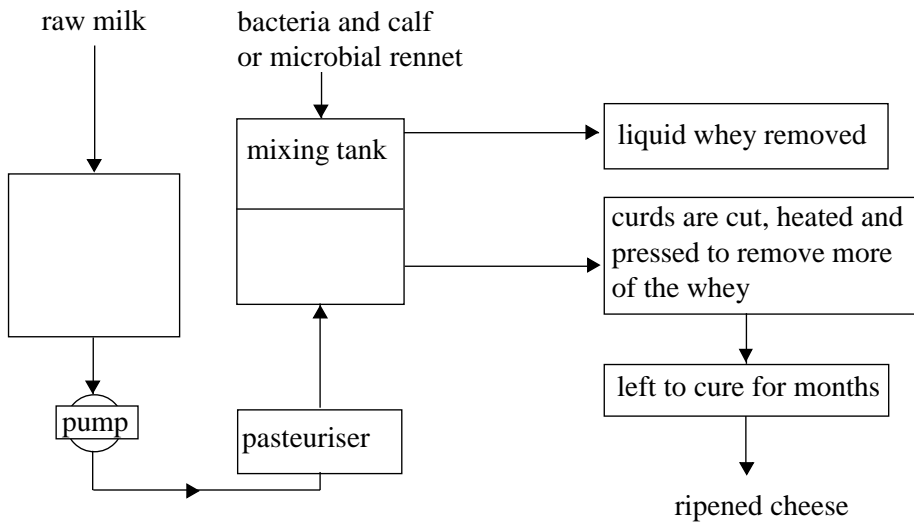 raw milk
bacteria and calf
or microbial rennet
mixing tank
liquid whey removed
curds are cut, heated and
pressed to remove more
of the whey
left to cure for months
pump
pasteuriser
ripened cheese